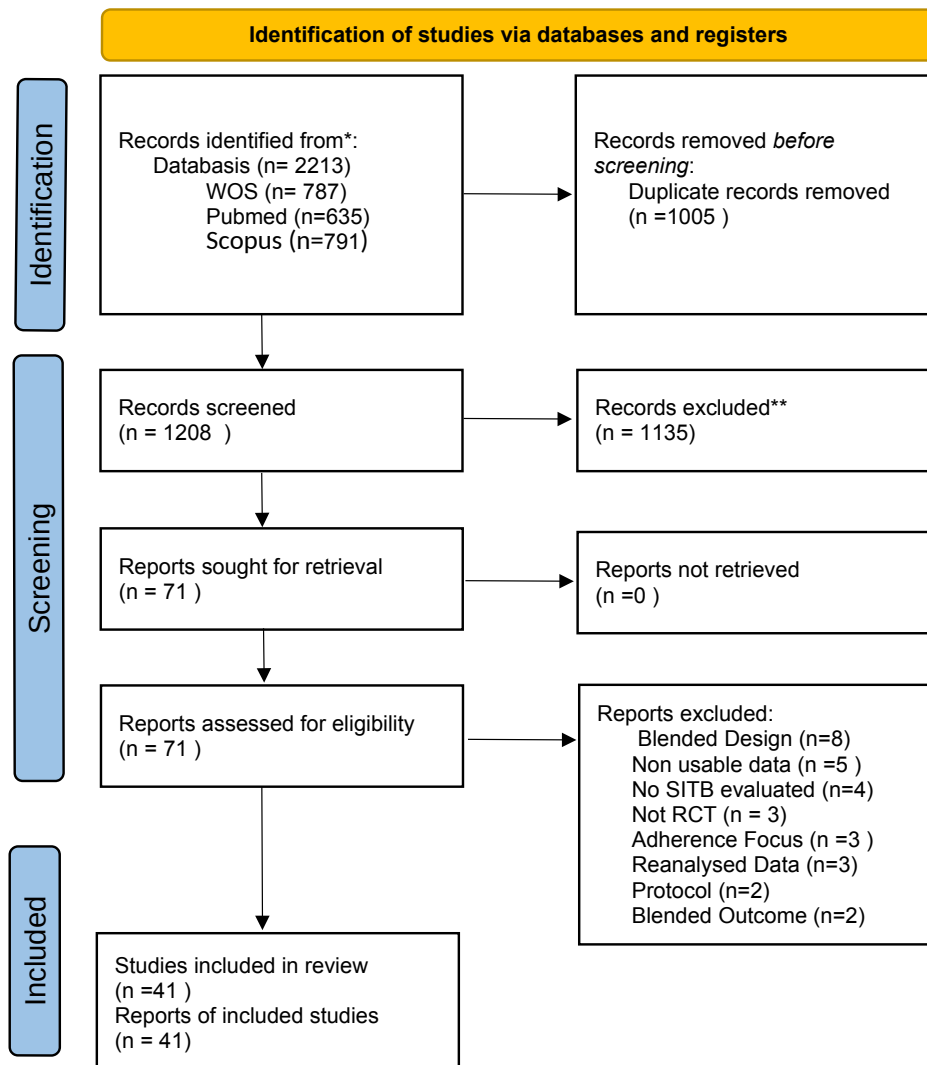 Identification of studies via databases and registers
Identification
Records identified from*:
Databasis (n= 2213)
WOS (n= 787)
Pubmed (n=635)
Scopus (n=791)
Records removed before
screening:
Duplicate records removed
(n =1005 )
Screening
Records screened
(n = 1208 )
Records excluded**
(n = 1135)
Reports sought for retrieval
(n = 71 )
Reports not retrieved
(n =0 )
Reports assessed for eligibility
(n = 71 )
Reports excluded:
Blended Design (n=8)
Non usable data (n =5 )
No SITB evaluated (n=4)
Not RCT (n = 3)
Adherence Focus (n =3 )
Reanalysed Data (n=3)
Protocol (n=2)
Blended Outcome (n=2)
Included
Studies included in review
(n =41 )
Reports of included studies
(n = 41)